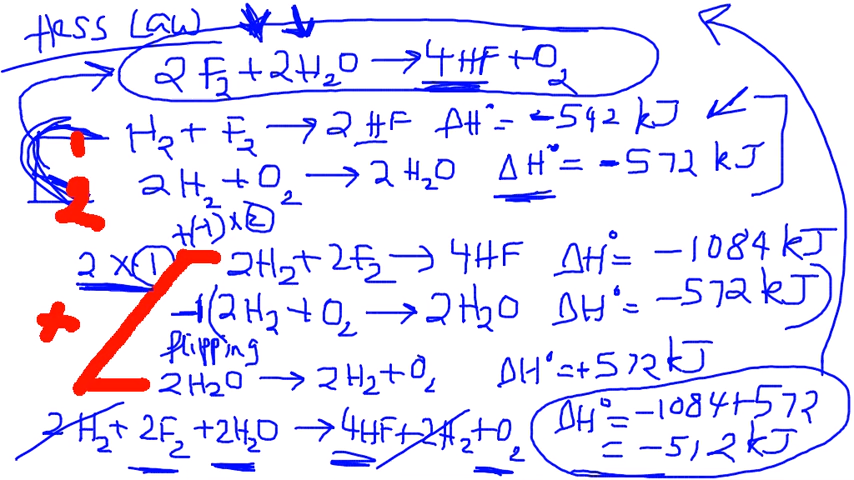 Hess Law
2F₂ + 2H₂O → 4HF + O₂
1 H₂ + F₂ → 2HF ΔH° = -542 kJ
2 2H₂ + O₂ → 2H₂O ΔH° = -572 kJ
+(-1) × ②
2 × ① 2H₂ + 2F₂ → 4HF ΔH° = -1084 kJ
+ -1(2H₂ + O₂ → 2H₂O ΔH° = -572 kJ)
flipping
2H₂O → 2H₂ + O₂ ΔH° = +572 kJ
2H₂ + 2F₂ + 2H₂O → 4HF + 2H₂ + O₂
ΔH° = -1084 + 572
= -512 kJ